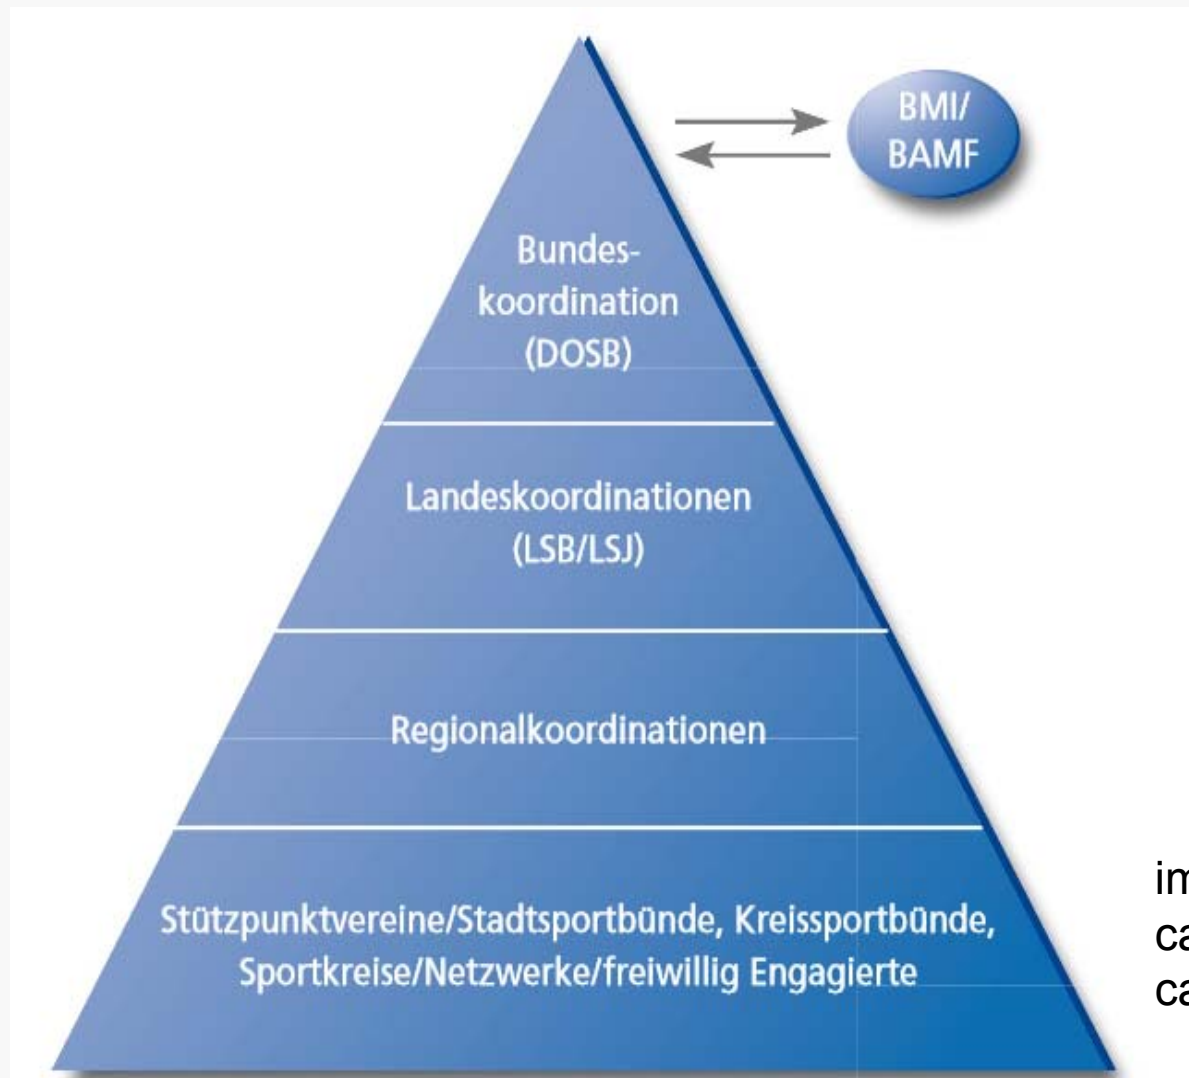 BMI/
BAMF
Bundes-
koordination
(DOSB)
Landeskoordinationen
(LSB/LSJ)
Regionalkoordinationen
Stützpunktvereine/Stadtsportbünde, Kreissportbünde,
Sportkreise/Netzwerke/freiwillig Engagierte